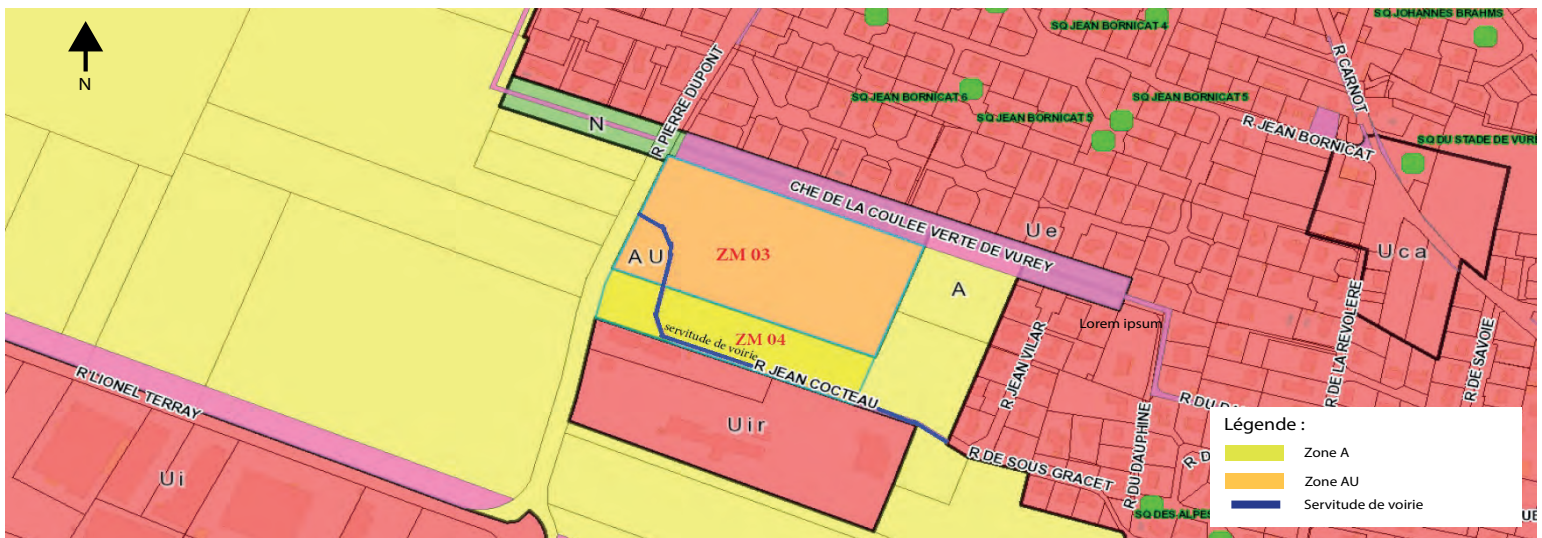 N
SQ JEAN BORNICAT 4
SQ JOHANNES BRAHMS
R PIERRE DUPONT
R CARNOT
SQ JEAN BORNICAT 6
SQ JEAN BORNICAT 5
SQ JEAN BORNICAT 5
R JEAN BORNICAT
SQ DU STADE DE VURE
N
CHE DE LA COULEE VERTE DE VUREY
Ue
Uca
AU
ZM 03
A
Lorem ipsum
servitude de voirie
ZM 04
R JEAN COCTEAU
R JEAN VILAR
R DE LA REVOLERE
R DE SAVOIE
R LIONEL TERRAY
Uir
R DE SOUS GRACET
R DU DAUPHINE
R DU DA
R D
Ui
SQ DES ALPES
Légende :
Zone A
Zone AU
Servitude de voirie